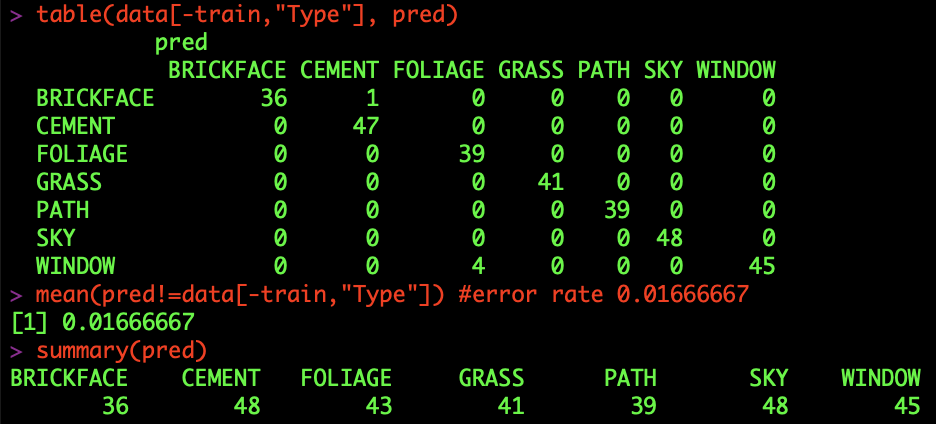 > table(data[-train,"Type"], pred)
pred
BRICKFACE CEMENT FOLIAGE GRASS PATH SKY WINDOW
BRICKFACE 36 1 0 0 0 0 0
CEMENT 0 47 0 0 0 0 0
FOLIAGE 0 0 39 0 0 0 0
GRASS 0 0 0 41 0 0 0
PATH 0 0 0 0 39 0 0
SKY 0 0 0 0 0 48 0
WINDOW 0 0 4 0 0 0 45
> mean(pred!=data[-train,"Type"]) #error rate 0.01666667
[1] 0.01666667
> summary(pred)
BRICKFACE CEMENT FOLIAGE GRASS PATH SKY WINDOW
36 48 43 41 39 48 45